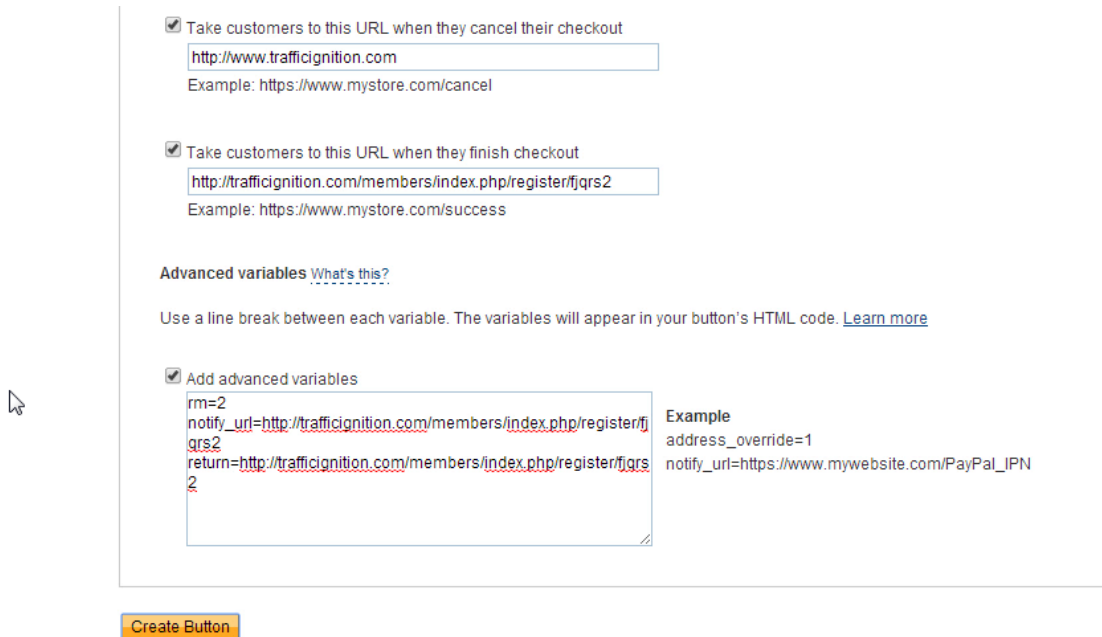 Take customers to this URL when they cancel their checkout
http://www.trafficignition.com
Example: https://www.mystore.com/cancel
Take customers to this URL when they finish checkout
http://trafficignition.com/members/index.php/register/fjqrs2
Example: https://www.mystore.com/success
Advanced variables What's this?
Use a line break between each variable. The variables will appear in your button's HTML code. Learn more
Add advanced variables
rm=2
notify_url=http://trafficignition.com/members/index.php/register/fj
qrs2
return=http://trafficignition.com/members/index.php/register/fjqrs
2
Example
address_override=1
notify_url=https://www.mywebsite.com/PayPal_IPN
Create Button